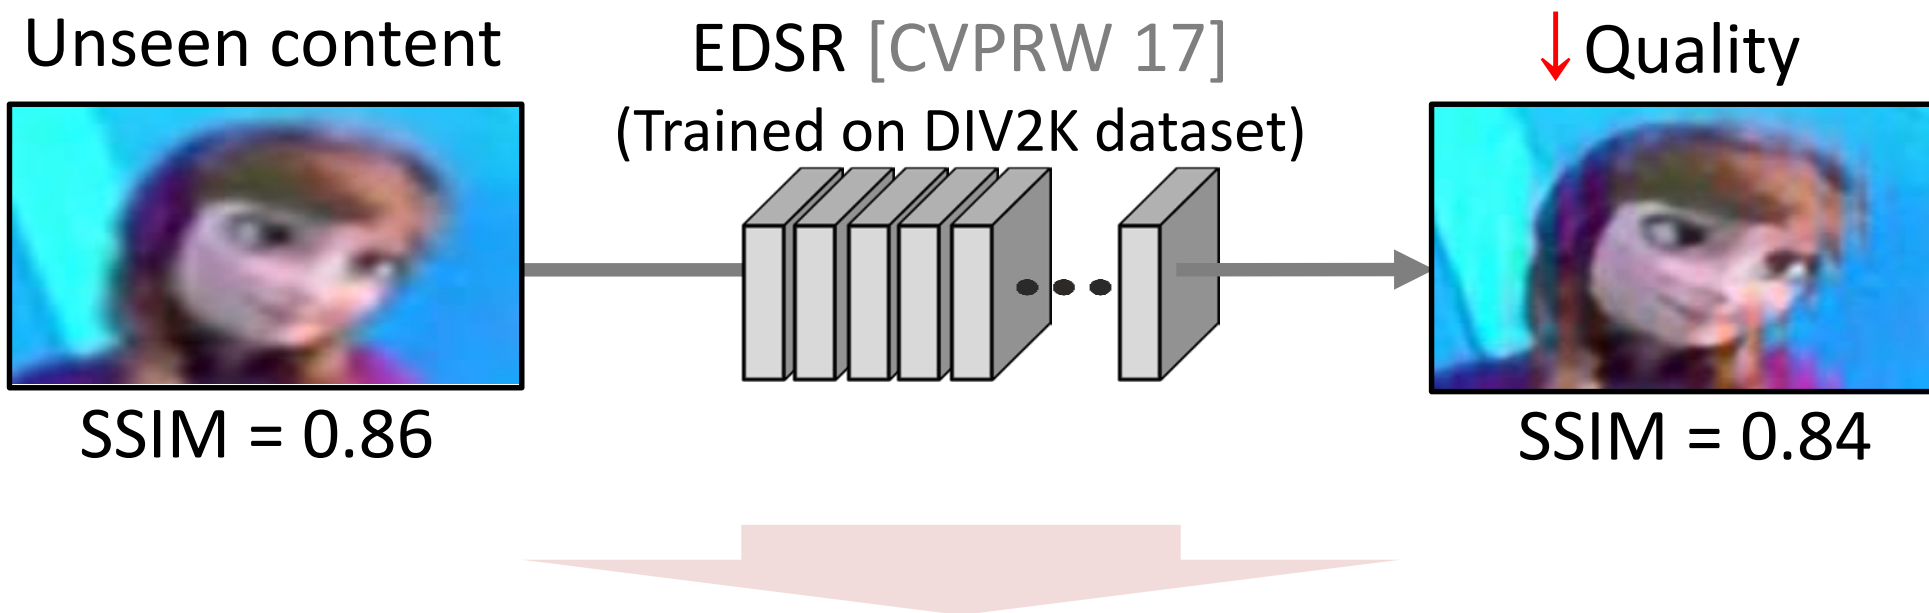 Unseen content
EDSR [CVPRW 17]
↓Quality
(Trained on DIV2K dataset)
SSIM = 0.86
SSIM = 0.84